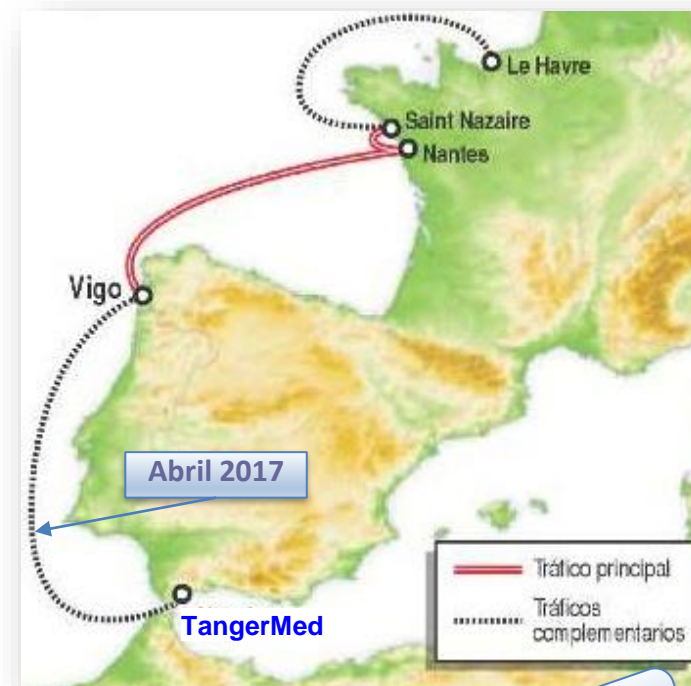 Le Havre
Saint Nazaire
Nantes
Vigo
Abril 2017
TangerMed
Tráfico principal
Tráficos
complementarios